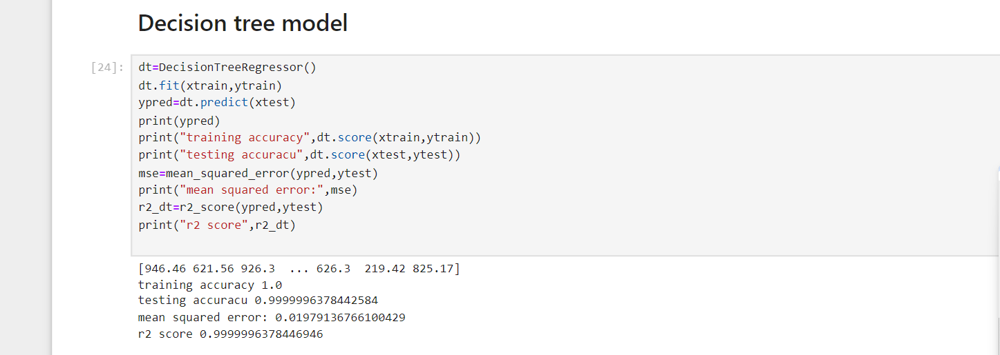 Decision tree model
[24]:
dt=DecisionTreeRegressor()
dt.fit(xtrain,ytrain)
ypred=dt.predict(xtest)
print(ypred)
print("training accuracy",dt.score(xtrain,ytrain))
print("testing accuracu",dt.score(xtest,ytest))
mse=mean_squared_error(ypred,ytest)
print("mean squared error:",mse)
r2_dt=r2_score(ypred,ytest)
print("r2 score",r2_dt)
[946.46 621.56 926.3  ... 626.3  219.42 825.17]
training accuracy 1.0
testing accuracu 0.9999996378442584
mean squared error: 0.01979136766100429
r2 score 0.9999996378446946